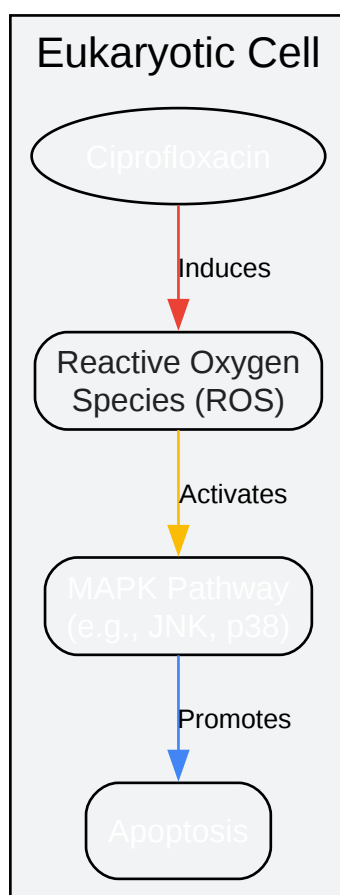 Eukaryotic Cell
Ciprofloxacin
Induces
Reactive Oxygen
Species (ROS)
Activates
MAPK Pathway
(e.g., JNK, p38)
Promotes
Apoptosis